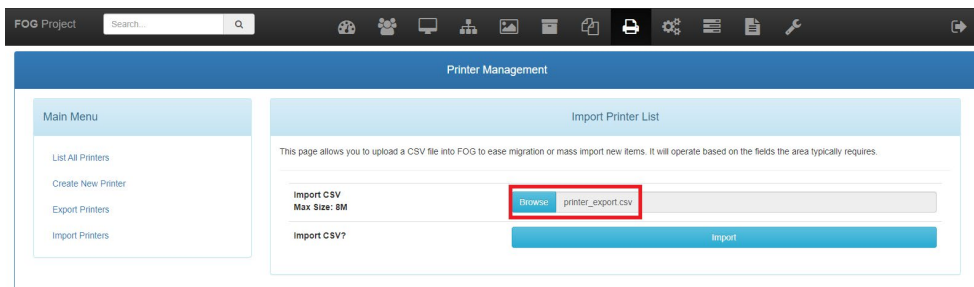 FOG Project Search...
Printer Management
Main Menu
List All Printers
Create New Printer
Export Printers
Import Printers
Import Printer List
This page allows you to upload a CSV file into FOG to ease migration or mass import new items. It will operate based on the fields the area typically requires.
Import CSV
Max Size: 8M
Browse printer_export.csv
Import CSV? Import